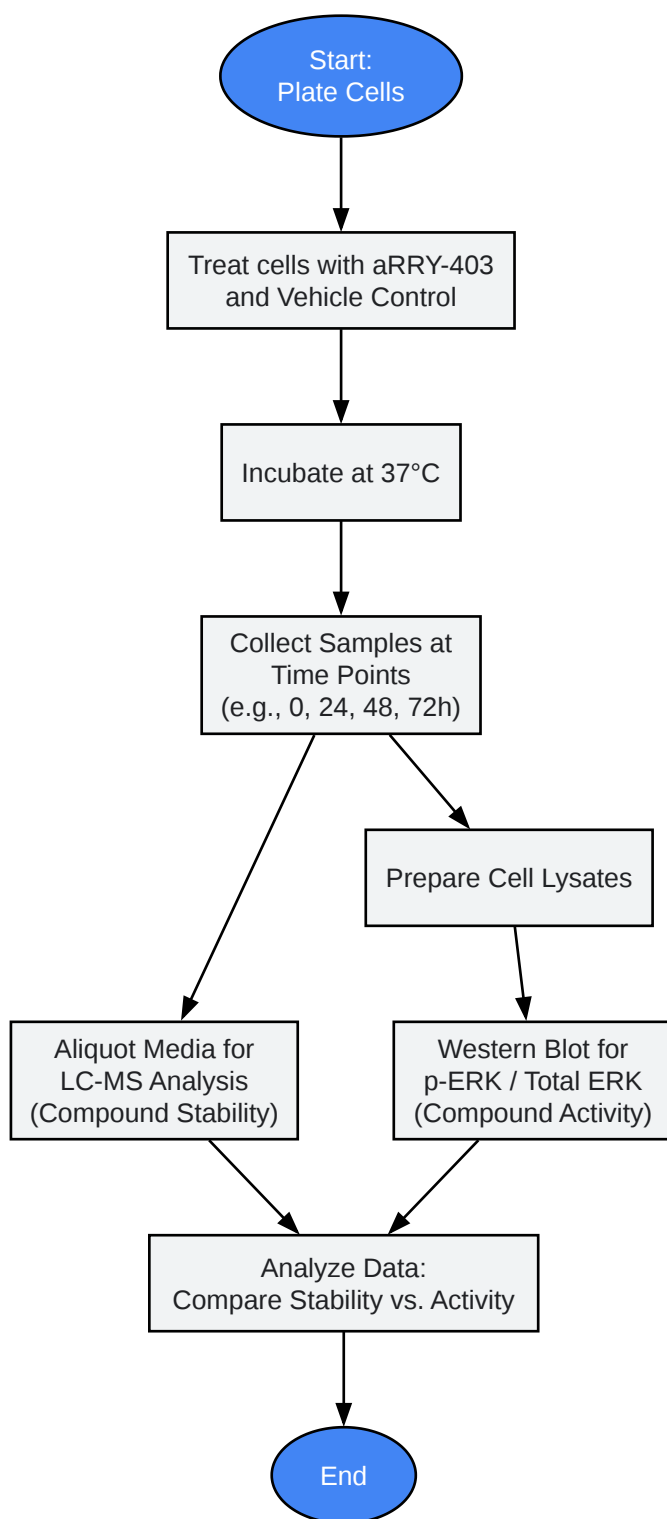 Start:
Plate Cells
Treat cells with aRRY-403
and Vehicle Control
Incubate at 37°C
Collect Samples at
Time Points
(e.g., 0, 24, 48, 72h)
Prepare Cell Lysates
Aliquot Media for
LC-MS Analysis
(Compound Stability)
Western Blot for
p-ERK / Total ERK
(Compound Activity)
Analyze Data:
Compare Stability vs. Activity
End